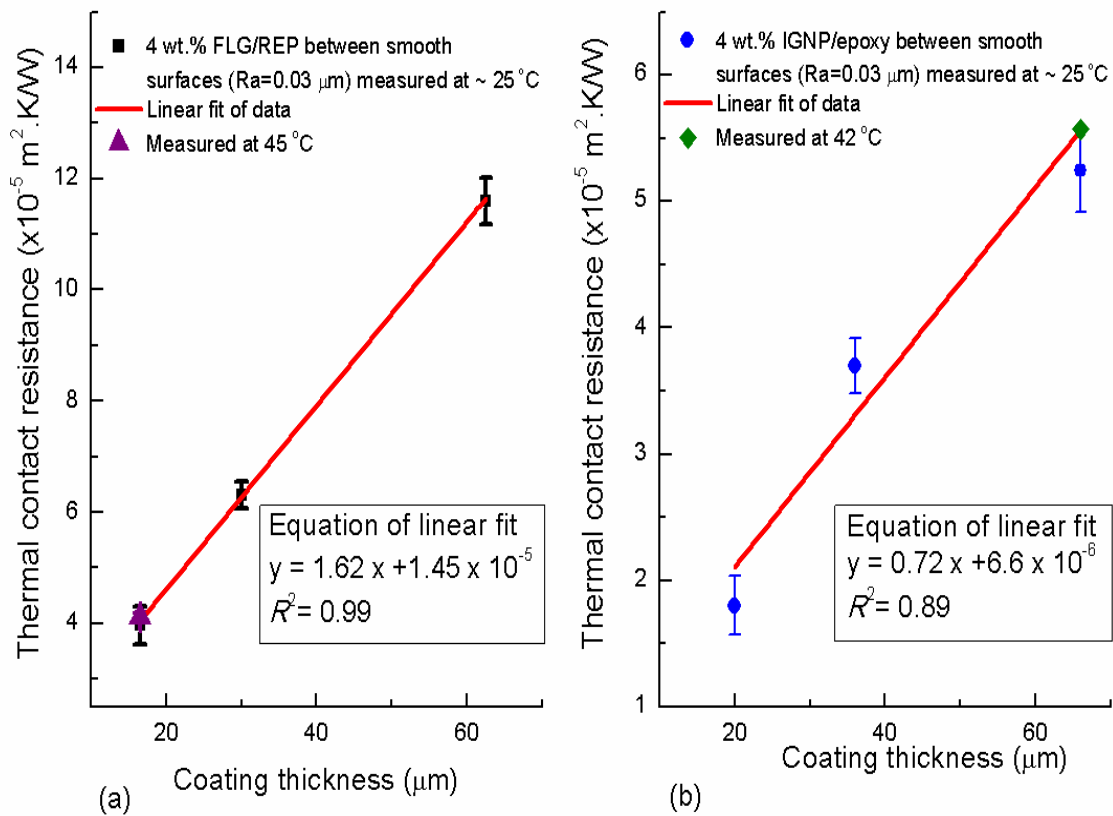 4 wt.% FLG/REP between smooth
surfaces (Ra=0.03 μm) measured at ~ 25 °C
Linear fit of data
Measured at 45 °C
Thermal contact resistance (x10⁻⁵ m².K/W)
14
12
10
8
6
4
Equation of linear fit
y = 1.62 x +1.45 x 10⁻⁵
R²= 0.99
20 40 60
Coating thickness (μm)
(a)
4 wt.% IGNP/epoxy between smooth
surfaces (Ra=0.03 μm) measured at ~ 25 °C
Linear fit of data
Measured at 42 °C
Thermal contact resistance (x10⁻⁵ m².K/W)
6
5
4
3
2
1
Equation of linear fit
y = 0.72 x +6.6 x 10⁻⁶
R²= 0.89
20 40 60
Coating thickness (μm)
(b)